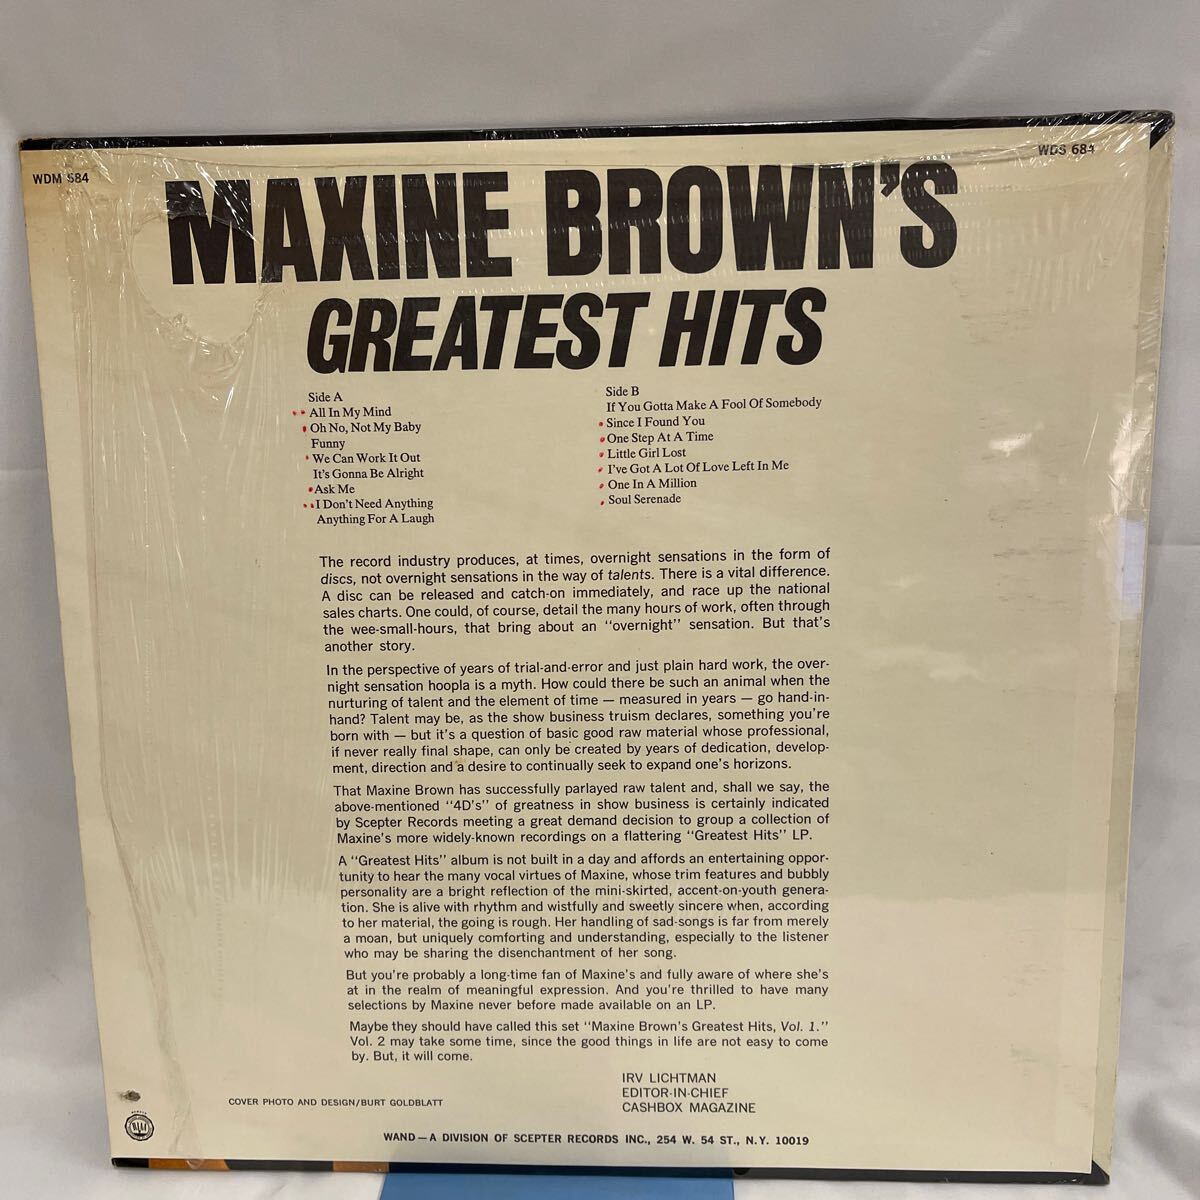 WDM 684
WDS 684
MAXINE BROWN'S
GREATEST HITS
Side A
All In My Mind
Oh No, Not My Baby
Funny
We Can Work It Out
It's Gonna Be Alright
Ask Me
I Don't Need Anything
Anything For A Laugh
Side B
If You Gotta Make A Fool Of Somebody
Since I Found You
One Step At A Time
Little Girl Lost
I've Got A Lot Of Love Left In Me
One In A Million
Soul Serenade
The record industry produces, at times, overnight sensations in the form of
discs, not overnight sensations in the way of talents. There is a vital difference.
A disc can be released and catch-on immediately, and race up the national
sales charts. One could, of course, detail the many hours of work, often through
the wee-small-hours, that bring about an "overnight" sensation. But that's
another story.
In the perspective of years of trial-and-error and just plain hard work, the over-
night sensation hoopla is a myth. How could there be such an animal when the
nurturing of talent and the element of time — measured in years — go hand-in-
hand? Talent may be, as the show business truism declares, something you're
born with — but it's a question of basic good raw material whose professional,
if never really final shape, can only be created by years of dedication, develop-
ment, direction and a desire to continually seek to expand one's horizons.
That Maxine Brown has successfully parlayed raw talent and, shall we say, the
above-mentioned "4D's" of greatness in show business is certainly indicated
by Scepter Records meeting a great demand decision to group a collection of
Maxine's more widely-known recordings on a flattering "Greatest Hits" LP.
A "Greatest Hits" album is not built in a day and affords an entertaining oppor-
tunity to hear the many vocal virtues of Maxine, whose trim features and bubbly
personality are a bright reflection of the mini-skirted, accent-on-youth genera-
tion. She is alive with rhythm and wistfully and sweetly sincere when, according
to her material, the going is rough. Her handling of sad-songs is far from merely
a moan, but uniquely comforting and understanding, especially to the listener
who may be sharing the disenchantment of her song.
But you're probably a long-time fan of Maxine's and fully aware of where she's
at in the realm of meaningful expression. And you're thrilled to have many
selections by Maxine never before made available on an LP.
Maybe they should have called this set "Maxine Brown's Greatest Hits, Vol. 1."
Vol. 2 may take some time, since the good things in life are not easy to come
by. But, it will come.
IRV LICHTMAN
EDITOR-IN-CHIEF
CASHBOX MAGAZINE
COVER PHOTO AND DESIGN/BURT GOLDBLATT
WAND—A DIVISION OF SCEPTER RECORDS INC., 254 W. 54 ST., N.Y. 10019